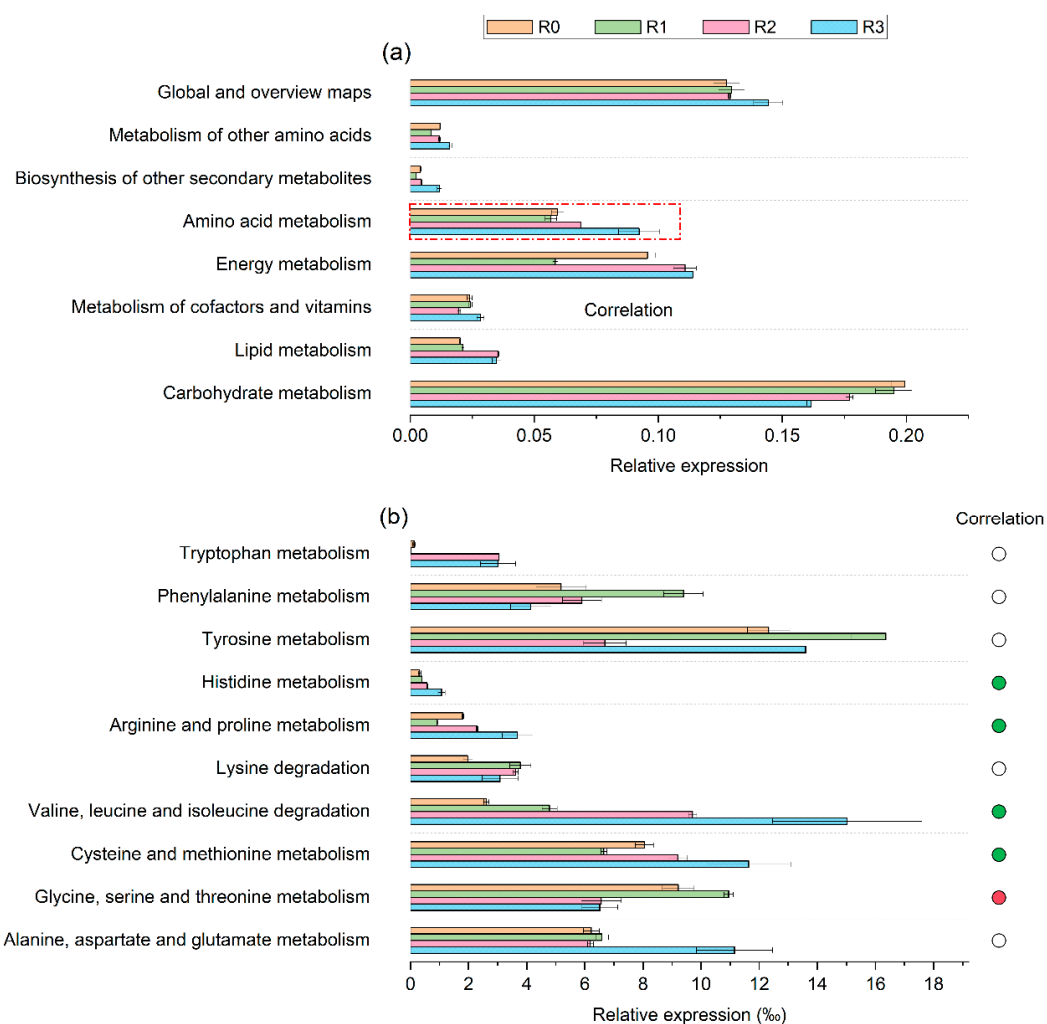 R0 R1 R2 R3
(a)
Global and overview maps
Metabolism of other amino acids
Biosynthesis of other secondary metabolites
Amino acid metabolism
Energy metabolism
Metabolism of cofactors and vitamins
Correlation
Lipid metabolism
Carbohydrate metabolism
0.00 0.05 0.10 0.15 0.20
Relative expression
(b)
Correlation
Tryptophan metabolism
Phenylalanine metabolism
Tyrosine metabolism
Histidine metabolism
Arginine and proline metabolism
Lysine degradation
Valine, leucine and isoleucine degradation
Cysteine and methionine metabolism
Glycine, serine and threonine metabolism
Alanine, aspartate and glutamate metabolism
0 2 4 6 8 10 12 14 16 18
Relative expression (‰)